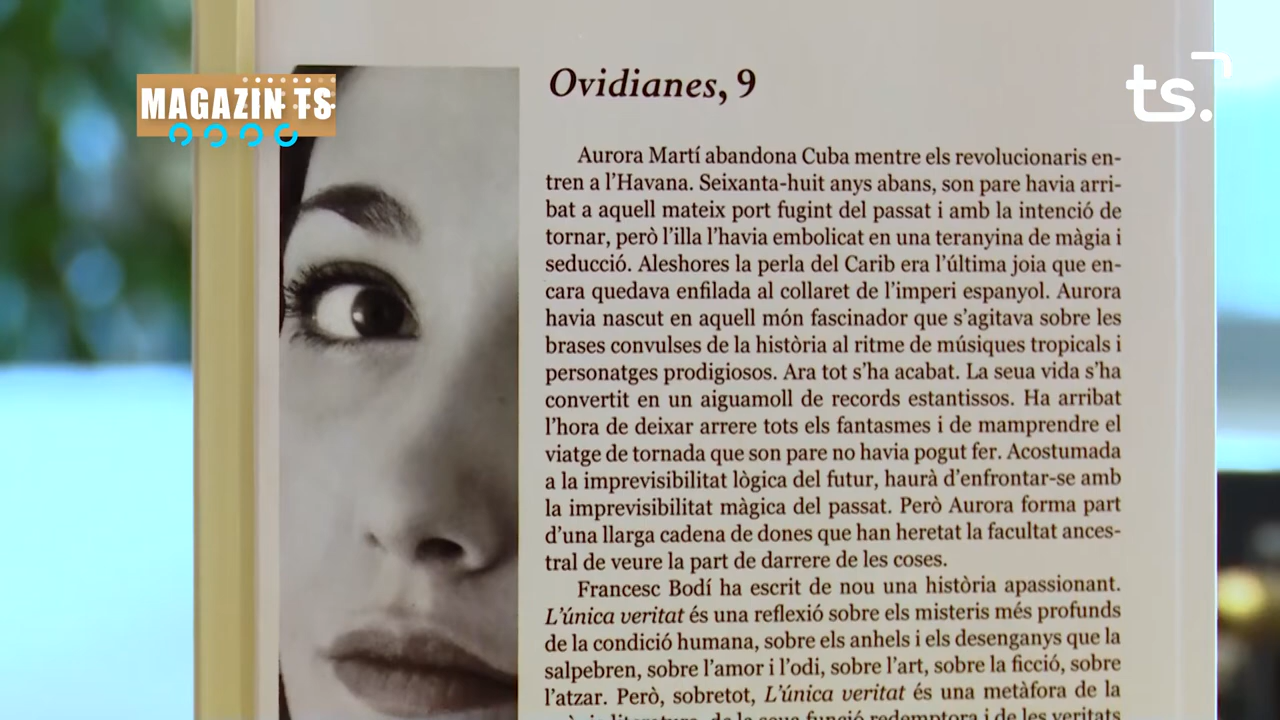 MAGAZIN TS
ts.
Ovidianes, 9
Aurora Martí abandona Cuba mentre els revolucionaris en-
tren a l’Havana. Seixanta-huit anys abans, son pare havia arri-
bat a aquell mateix port fugint del passat i amb la intenció de
tornar, però l’illa l’havia embolicat en una teranyina de màgia i
seducció. Aleshores la perla del Carib era l’última joia que en-
cara quedava enfilada al collaret de l’imperi espanyol. Aurora
havia nascut en aquell món fascinador que s’agitava sobre les
brases convulses de la història al ritme de músiques tropicals i
personatges prodigiosos. Ara tot s’ha acabat. La seua vida s’ha
convertit en un aiguamoll de records estantissos. Ha arribat
l’hora de deixar arrere tots els fantasmes i de mamprendre el
viatge de tornada que son pare no havia pogut fer. Acostumada
a la imprevisibilitat lògica del futur, haurà d’enfrontar-se amb
la imprevisibilitat màgica del passat. Però Aurora forma part
d’una llarga cadena de dones que han heretat la facultat ances-
tral de veure la part de darrere de les coses.
Francesc Bodí ha escrit de nou una història apassionant.
L’única veritat és una reflexió sobre els misteris més profunds
de la condició humana, sobre els anhels i els desenganys que la
salpebren, sobre l’amor i l’odi, sobre l’art, sobre la ficció, sobre
l’atzar. Però, sobretot, L’única veritat és una metàfora de la
literatura, de la seua funció redemptora i de les veritats